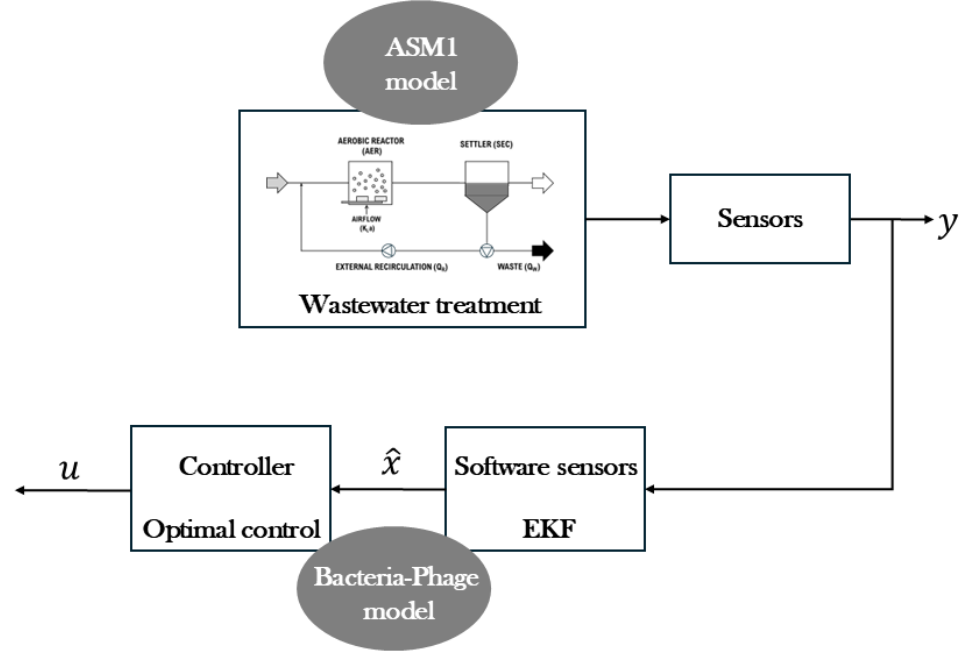 ASM1
model
AEROBIC REACTOR
(AER)
SETTLER (SEC)
AIRFLOW
(KLa)
EXTERNAL RECIRCULATION (QR)
WASTE (QW)
Wastewater treatment
Sensors
y
u
Controller
Optimal control
x̂
Software sensors
EKF
Bacteria-Phage
model